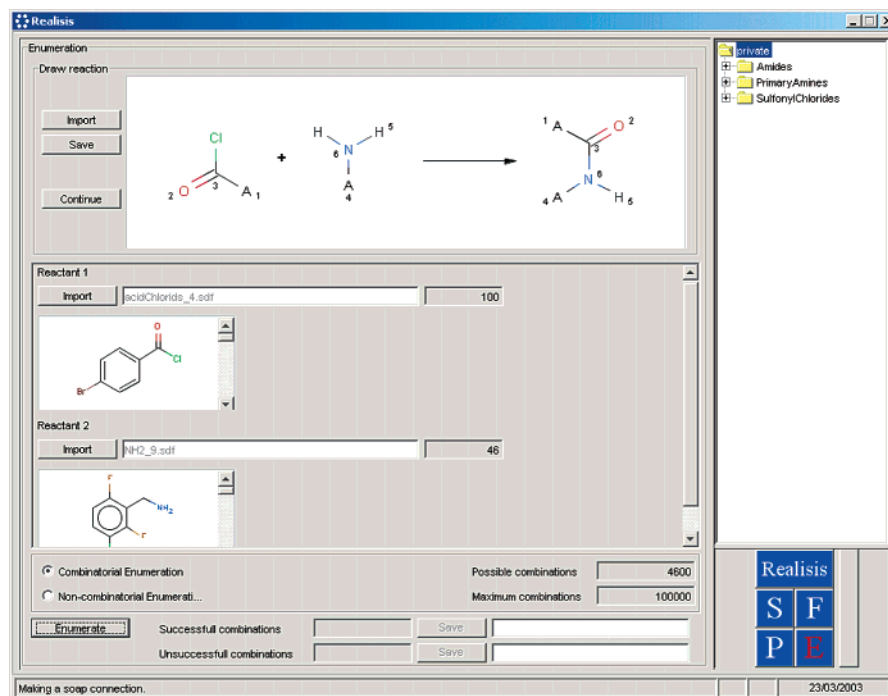 Realisis
Enumeration
Draw reaction
Import
Save
Continue
Cl
O
2
3
A
1
+
H
H
5
N
6
A
4
1
A
O
2
3
N
6
4
A
H
5
private
Amides
PrimaryAmines
SulfonylChlorides
Reactant 1
Import acidChlorids_4.sdf 100
O
Cl
Br
Reactant 2
Import NH2_9.sdf 46
F
NH2
F
Combinatorial Enumeration Possible combinations 4600
Non-combinatorial Enumerati... Maximum combinations 100000
Enumerate Successfull combinations Save
Unsuccessfull combinations Save
Realisis
S F
P E
Making a soap connection. 23/03/2003